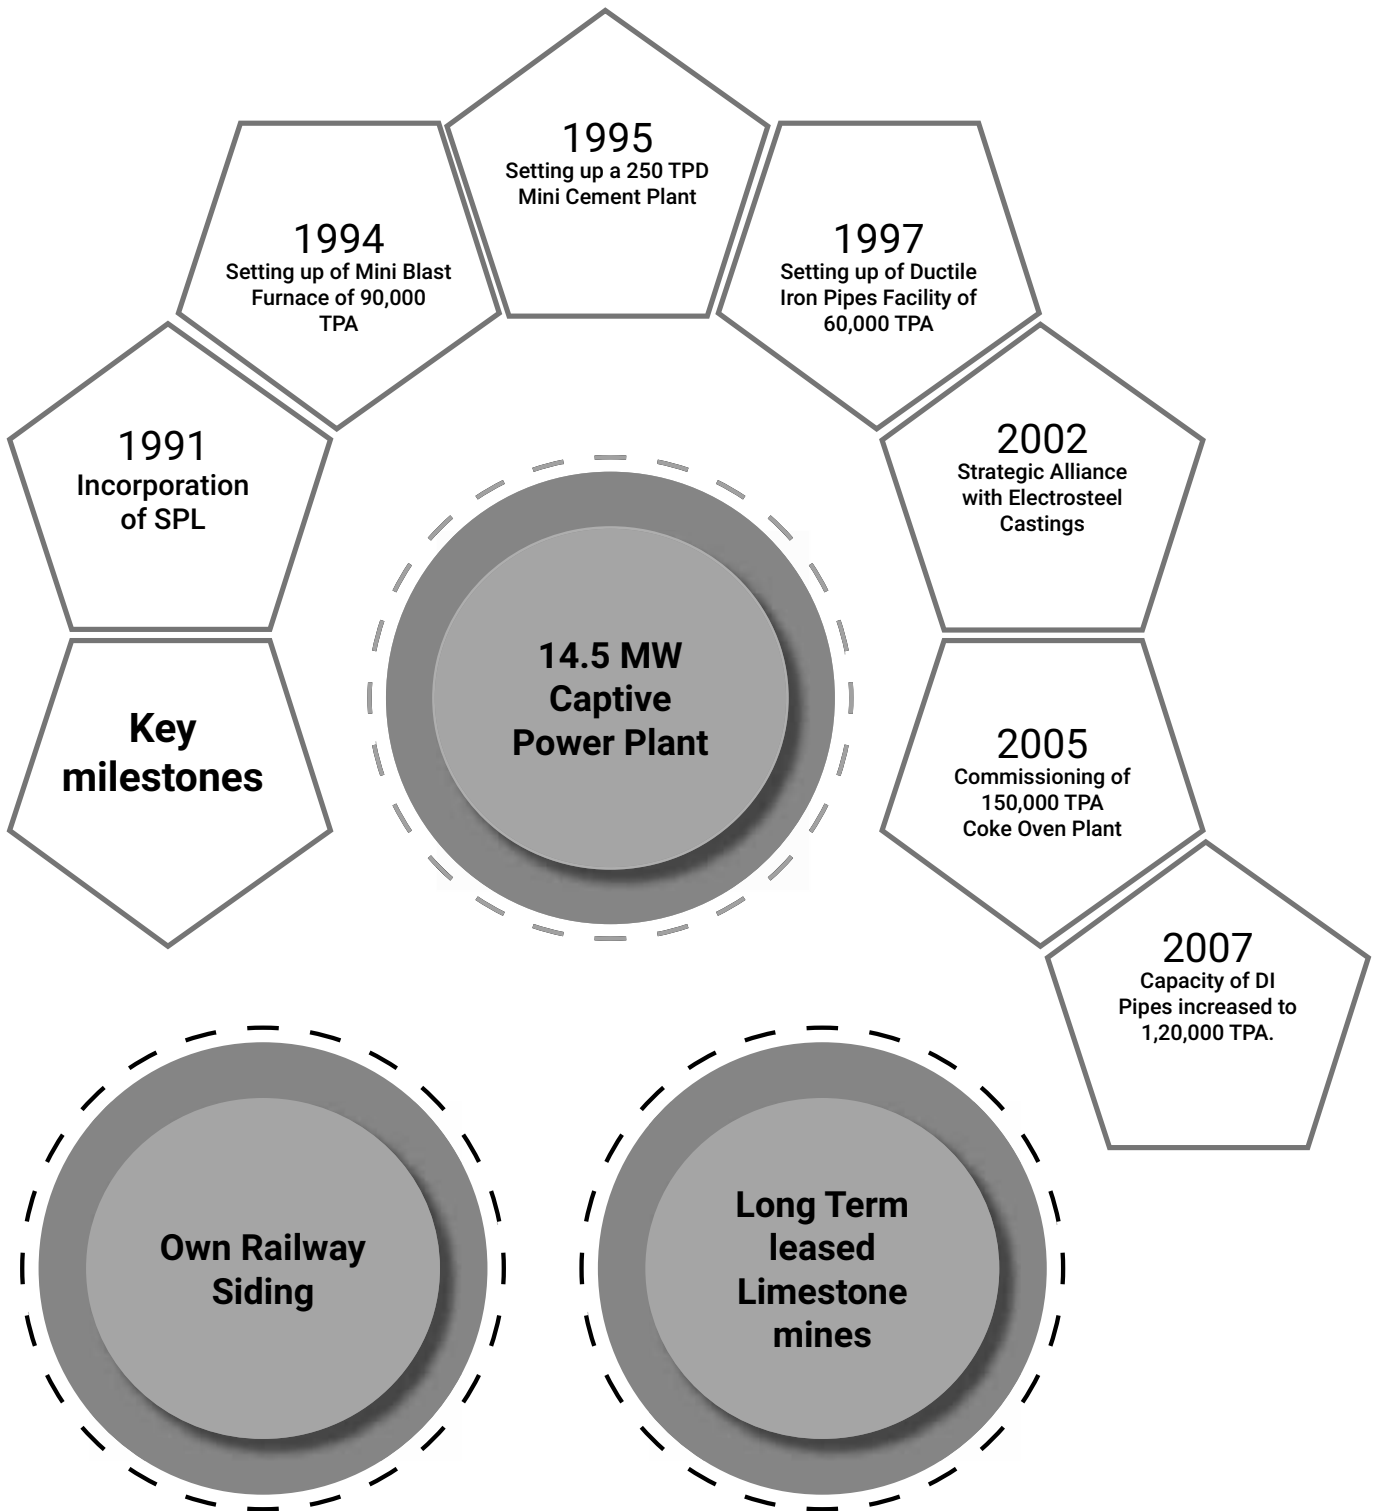 Key
milestones
1991
Incorporation
of SPL
1994
Setting up of Mini Blast
Furnace of 90,000
TPA
1995
Setting up a 250 TPD
Mini Cement Plant
1997
Setting up of Ductile
Iron Pipes Facility of
60,000 TPA
2002
Strategic Alliance
with Electrosteel
Castings
2005
Commissioning of
150,000 TPA
Coke Oven Plant
2007
Capacity of DI
Pipes increased to
1,20,000 TPA.
14.5 MW
Captive
Power Plant
Own Railway
Siding
Long Term
leased
Limestone
mines